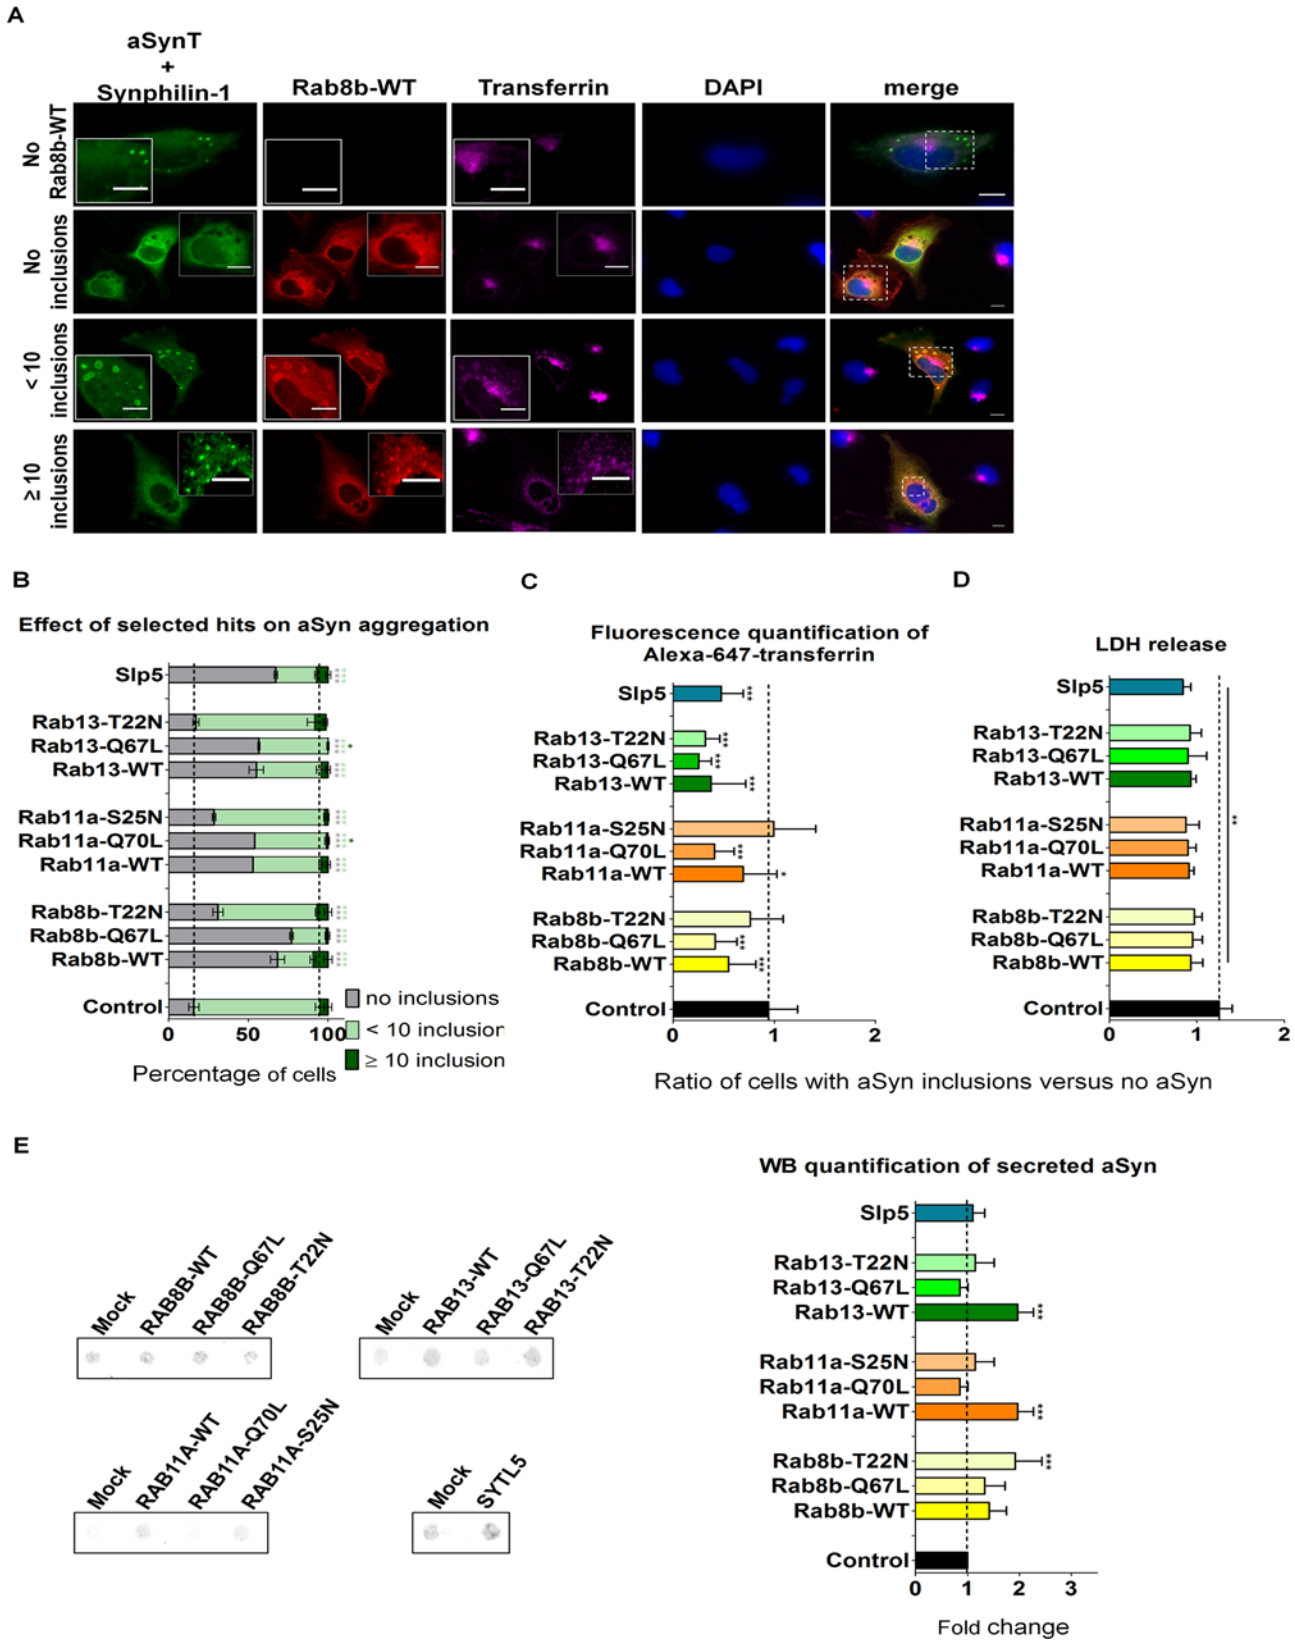 A
aSynT
+
Synphilin-1
Rab8b-WT
Transferrin
DAPI
merge
No
Rab8b-WT
No
inclusions
< 10
inclusions
≥ 10
inclusions
B
Effect of selected hits on aSyn aggregation
Slp5
Rab13-T22N
Rab13-Q67L
*
Rab13-WT
Rab11a-S25N
Rab11a-Q70L
*
Rab11a-WT
Rab8b-T22N
Rab8b-Q67L
Rab8b-WT
Control
0 50 100
no inclusions
< 10 inclusion
≥ 10 inclusion
Percentage of cells
C
Fluorescence quantification of
Alexa-647-transferrin
Slp5
***
Rab13-T22N
***
Rab13-Q67L
***
Rab13-WT
***
Rab11a-S25N
Rab11a-Q70L
***
Rab11a-WT
*
Rab8b-T22N
Rab8b-Q67L
***
Rab8b-WT
***
Control
0 1 2
D
LDH release
Slp5
Rab13-T22N
Rab13-Q67L
Rab13-WT
Rab11a-S25N
**
Rab11a-Q70L
Rab11a-WT
Rab8b-T22N
Rab8b-Q67L
Rab8b-WT
Control
0 1 2
Ratio of cells with aSyn inclusions versus no aSyn
E
Mock
RAB8B-WT
RAB8B-Q67L
RAB8B-T22N
Mock
RAB13-WT
RAB13-Q67L
RAB13-T22N
Mock
RAB11A-WT
RAB11A-Q70L
RAB11A-S25N
Mock
SYTL5
WB quantification of secreted aSyn
Slp5
Rab13-T22N
Rab13-Q67L
Rab13-WT
***
Rab11a-S25N
Rab11a-Q70L
Rab11a-WT
***
Rab8b-T22N
***
Rab8b-Q67L
Rab8b-WT
Control
0 1 2 3
Fold change